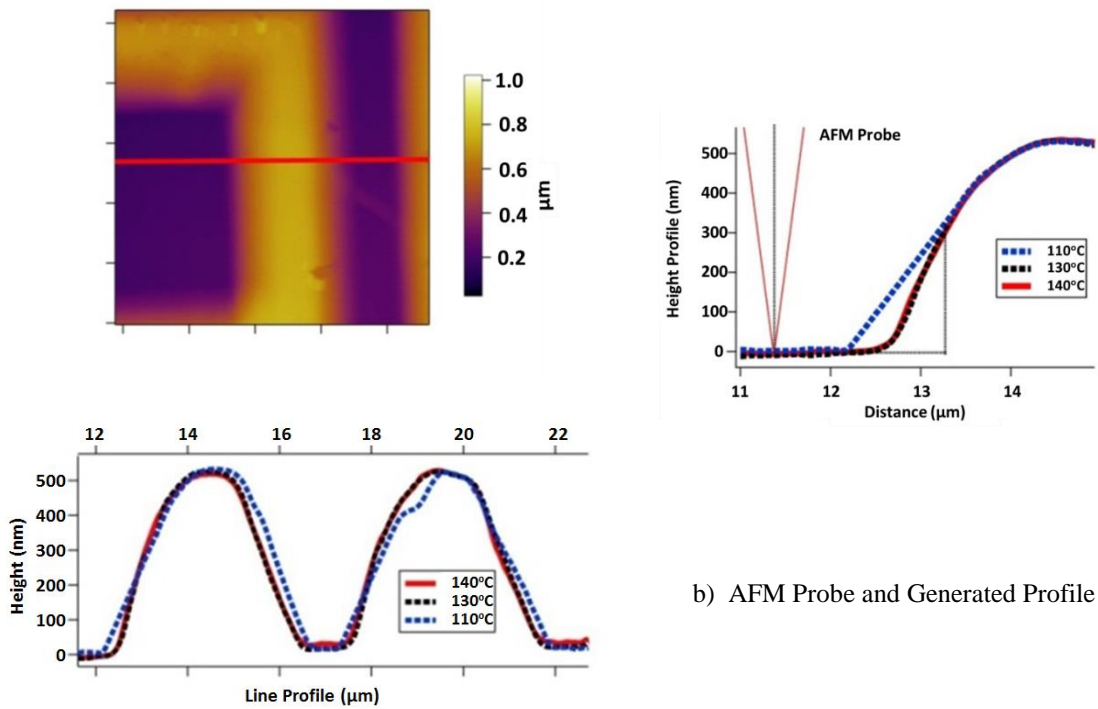 1.0
0.8
0.6
0.4
0.2
µm
AFM Probe
Height Profile (nm)
500
400
300
200
100
0
110°C
130°C
140°C
11 12 13 14
Distance (µm)
12 14 16 18 20 22
Height (nm)
500
400
300
200
100
0
140°C
130°C
110°C
Line Profile (µm)
b) AFM Probe and Generated Profile